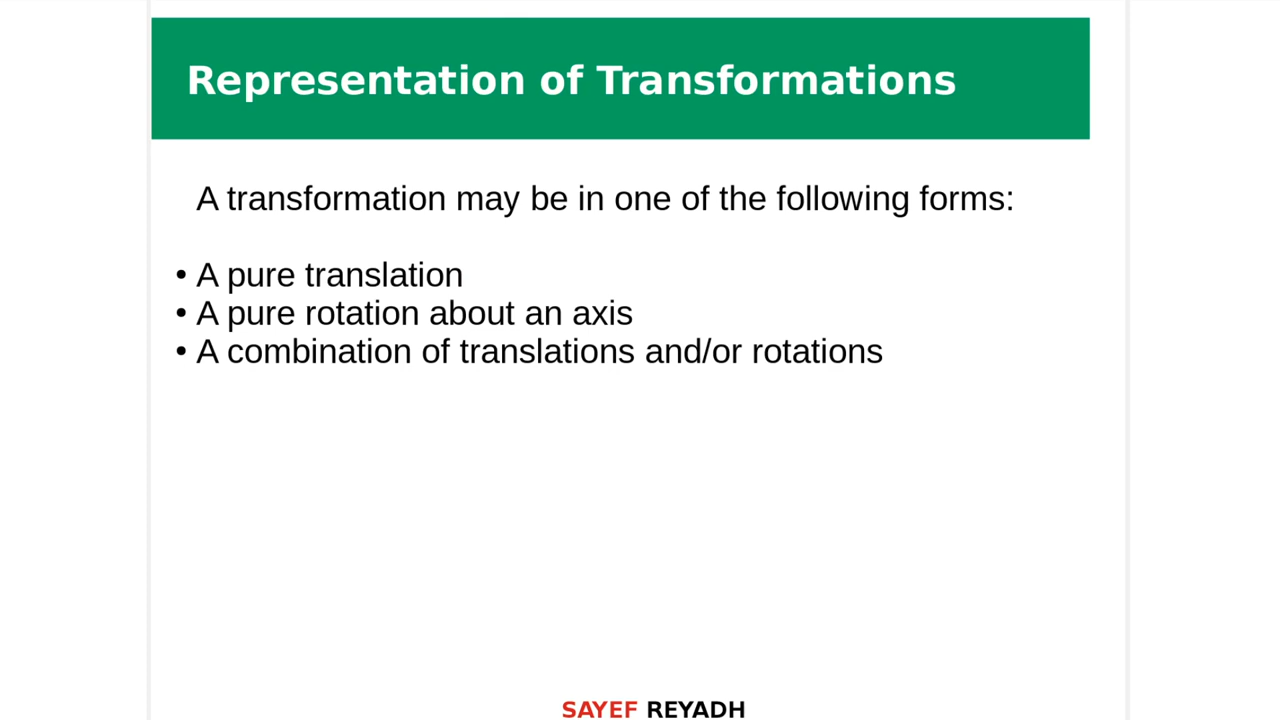 Representation of Transformations
A transformation may be in one of the following forms:
• A pure translation
• A pure rotation about an axis
• A combination of translations and/or rotations
SAYEF REYADH